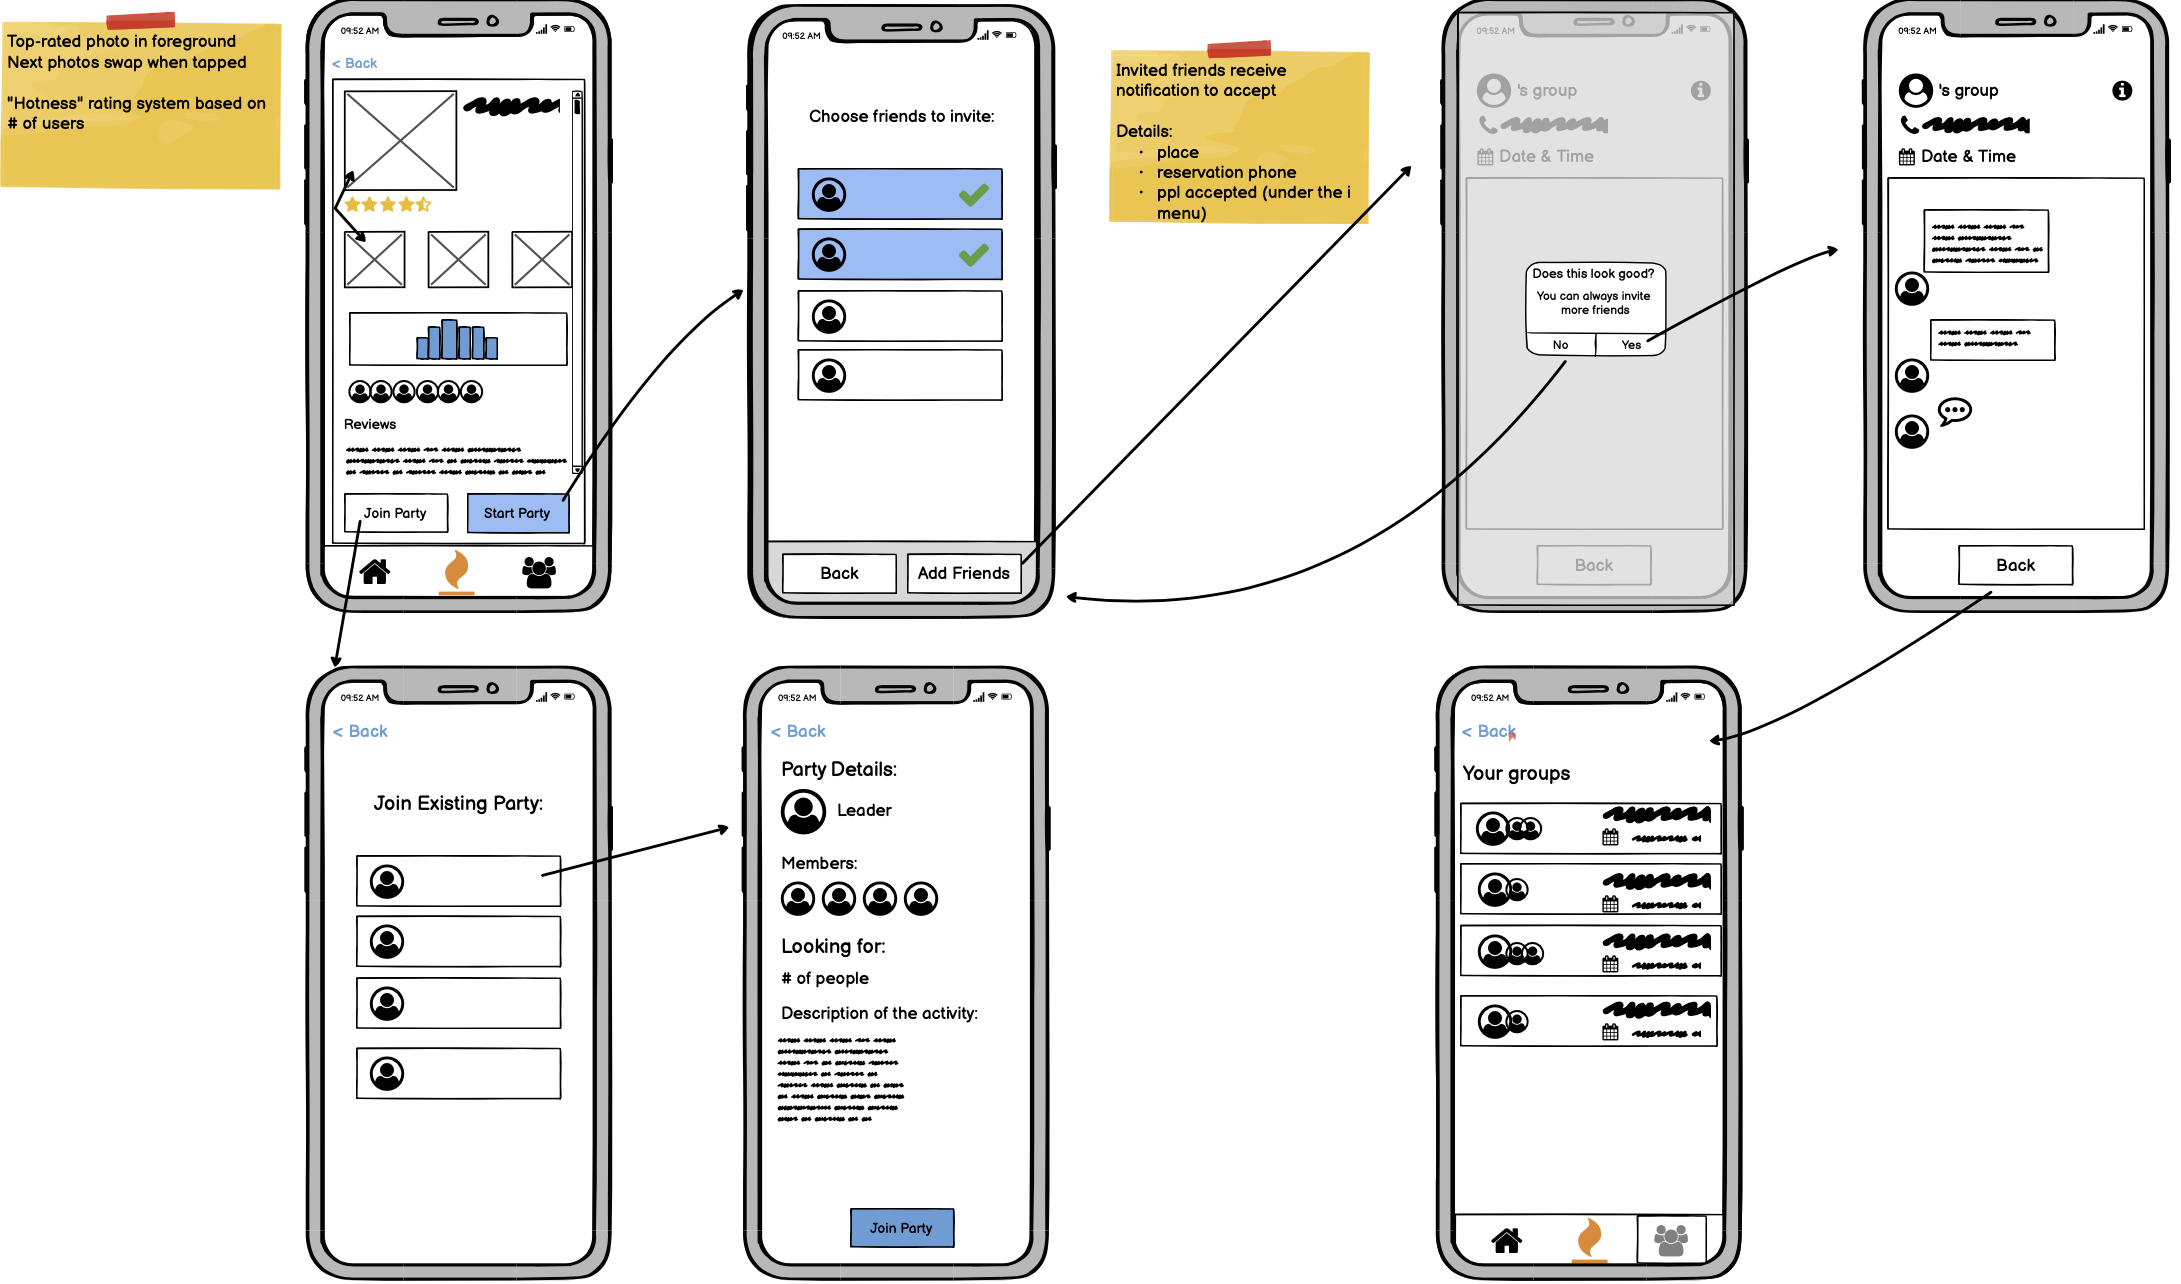 Top-rated photo in foreground
Next photos swap when tapped
"Hotness" rating system based on
# of users
09:52 AM
< Back
Reviews
Join Party
Start Party
09:52 AM
Choose friends to invite:
Back
Add Friends
Invited friends receive
notification to accept
Details:
· place
· reservation phone
· ppl accepted (under the i
menu)
09:52 AM
's group
Date & Time
Does this look good?
You can always invite
more friends
No
Yes
Back
09:52 AM
's group
Date & Time
Back
09:52 AM
< Back
Join Existing Party:
09:52 AM
< Back
Party Details:
Leader
Members:
Looking for:
# of people
Description of the activity:
Join Party
09:52 AM
< Back
Your groups